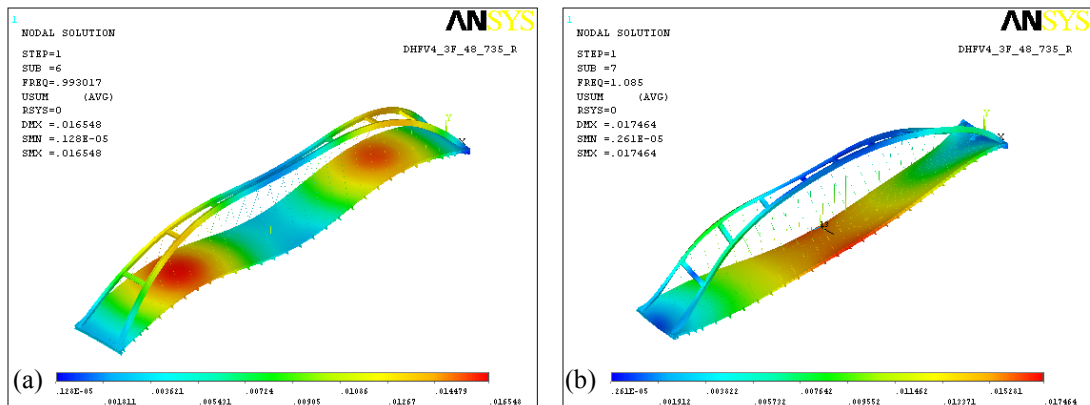 1
ANSYS
NODAL SOLUTION
DHFV4_3F_48_735_R
STEP=1
SUB =6
FREQ=.993017
USUM (AVG)
RSYS=0
DMX =.016548
SMN =.128E-05
SMX =.016548
Y
X
(a)
.128E-05 .003621 .00724 .01086 .014479
.001811 .005431 .00905 .01267 .016548
1
ANSYS
NODAL SOLUTION
DHFV4_3F_48_735_R
STEP=1
SUB =7
FREQ=1.085
USUM (AVG)
RSYS=0
DMX =.017464
SMN =.261E-05
SMX =.017464
Y
X
(b)
.261E-05 .003822 .007642 .011462 .015281
.001912 .005732 .009552 .013371 .017464